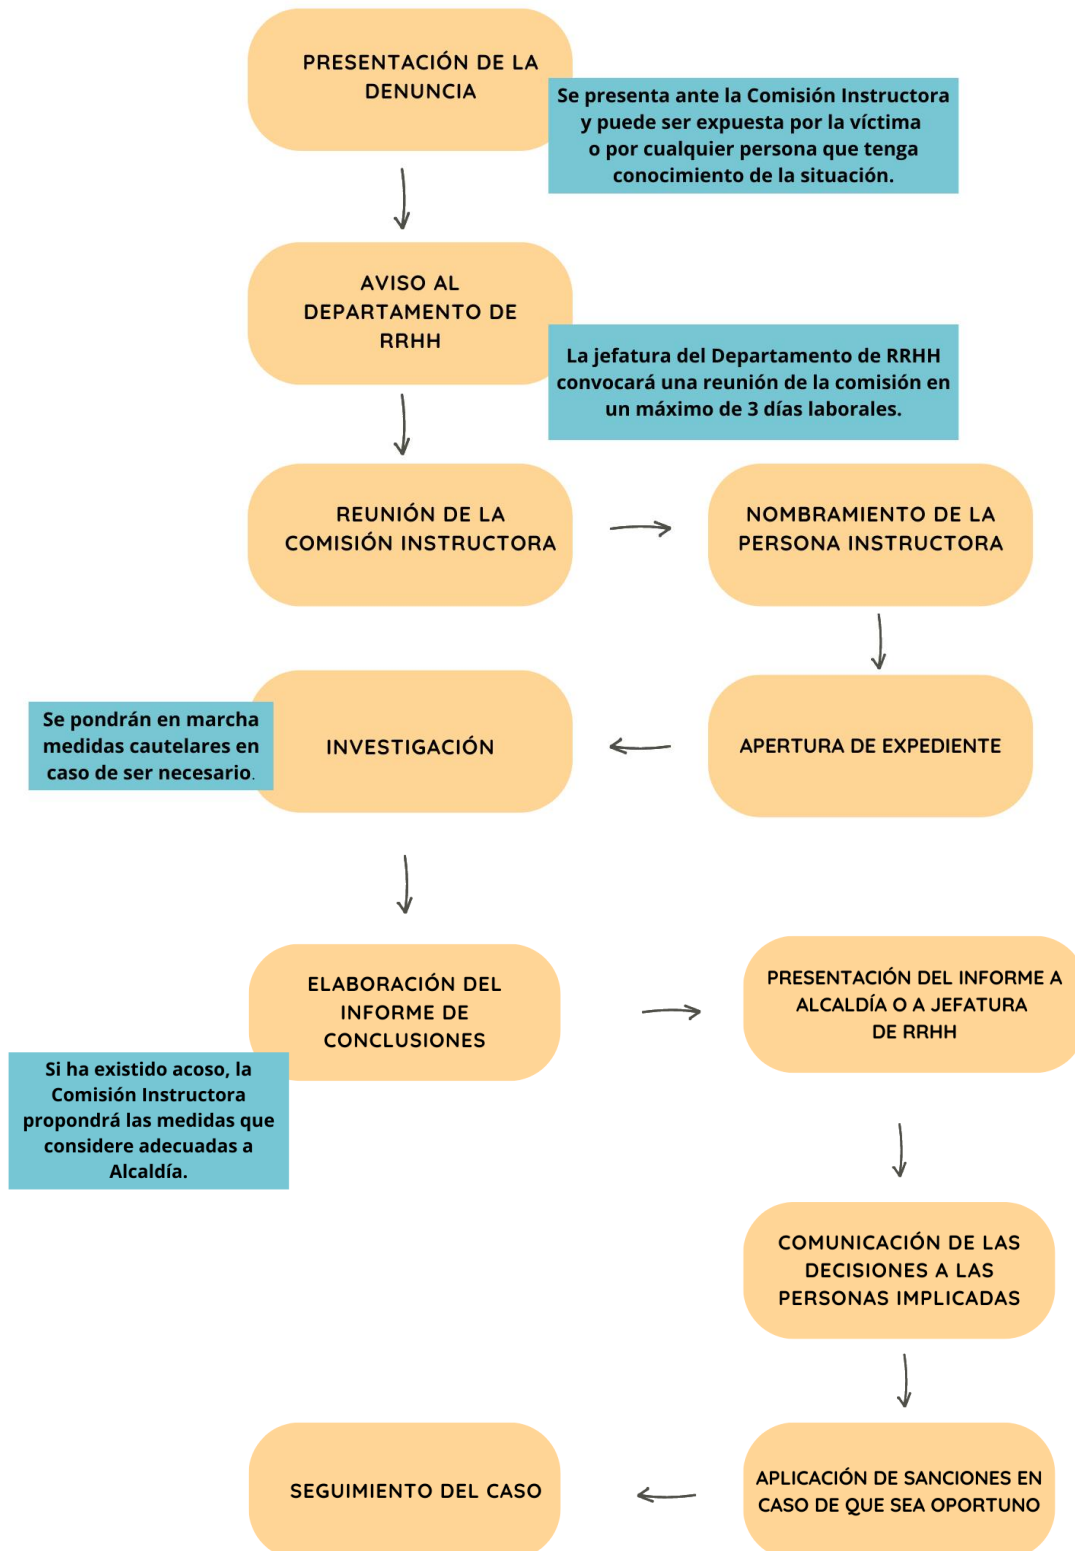 PRESENTACIÓN DE LA
DENUNCIA
Se presenta ante la Comisión Instructora
y puede ser expuesta por la víctima
o por cualquier persona que tenga
conocimiento de la situación.
AVISO AL
DEPARTAMENTO DE
RRHH
La jefatura del Departamento de RRHH
convocará una reunión de la comisión en
un máximo de 3 días laborales.
REUNIÓN DE LA
COMISIÓN INSTRUCTORA
NOMBRAMIENTO DE LA
PERSONA INSTRUCTORA
APERTURA DE EXPEDIENTE
INVESTIGACIÓN
Se pondrán en marcha
medidas cautelares en
caso de ser necesario.
ELABORACIÓN DEL
INFORME DE
CONCLUSIONES
Si ha existido acoso, la
Comisión Instructora
propondrá las medidas que
considere adecuadas a
Alcaldía.
PRESENTACIÓN DEL INFORME A
ALCALDÍA O A JEFATURA
DE RRHH
COMUNICACIÓN DE LAS
DECISIONES A LAS
PERSONAS IMPLICADAS
APLICACIÓN DE SANCIONES EN
CASO DE QUE SEA OPORTUNO
SEGUIMIENTO DEL CASO